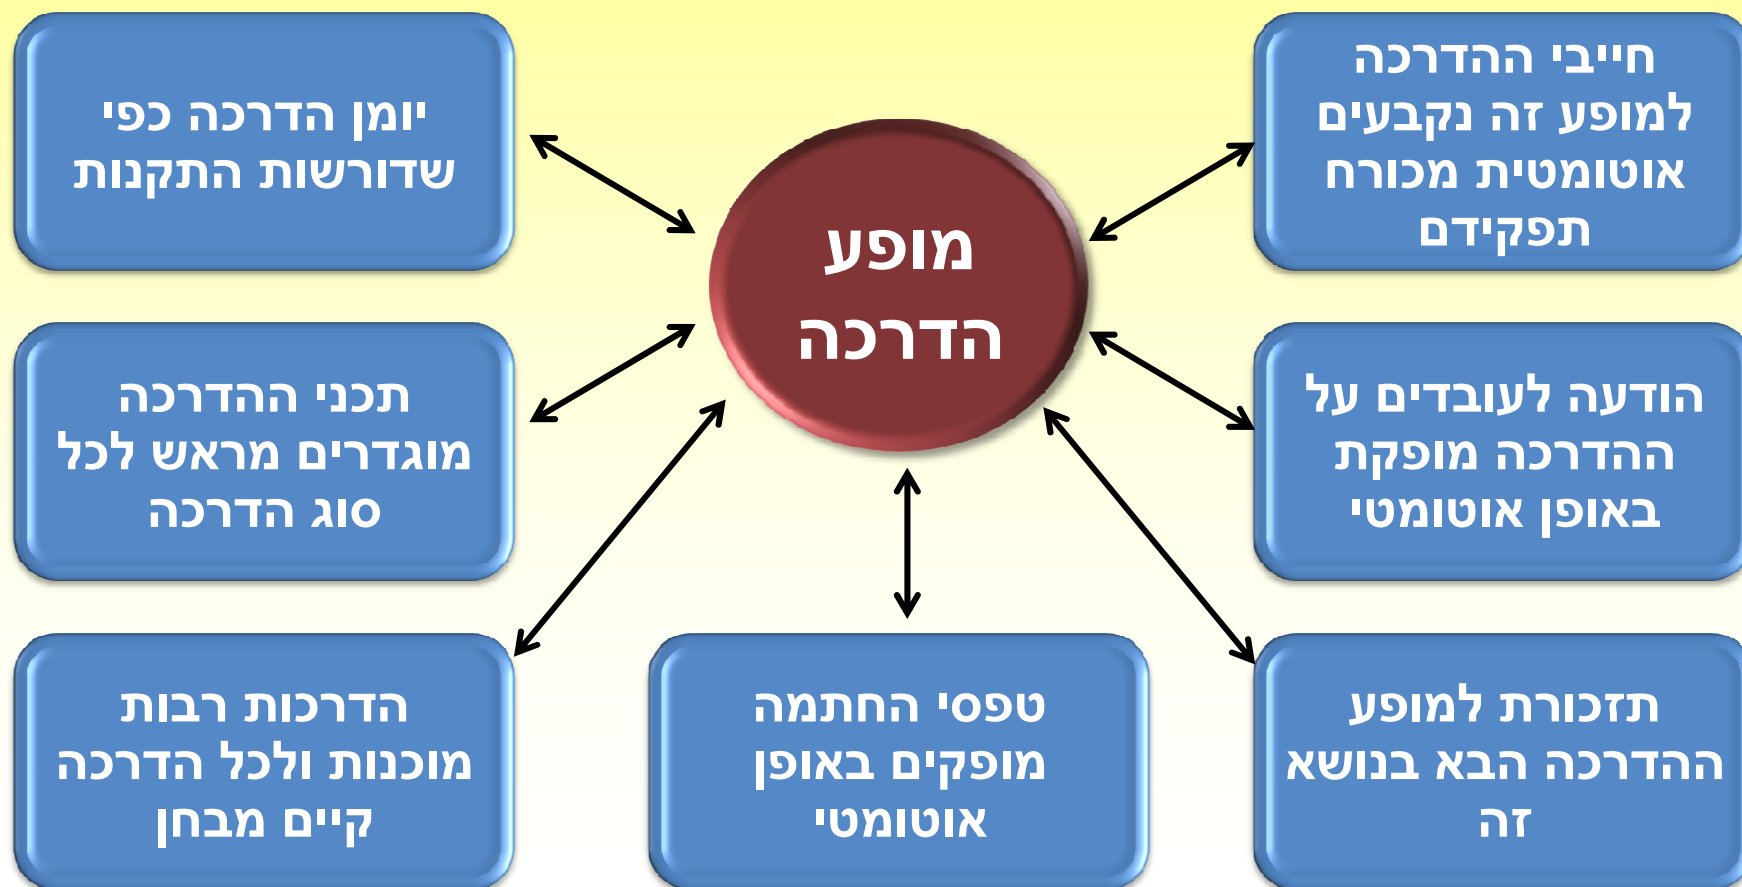 חייבי ההדרכה
למופע זה נקבעים
אוטומטית מכורח
תפקידם
יומן הדרכה כפי
שדורשות התקנות
מופע
הדרכה
הודעה לעובדים על
ההדרכה מופקת
באופן אוטומטי
תכני ההדרכה
מוגדרים מראש לכל
סוג הדרכה
תזכורת למופע
ההדרכה הבא בנושא
זה
טפסי החתמה
מופקים באופן
אוטומטי
הדרכות רבות
מוכנות ולכל הדרכה
קיים מבחן